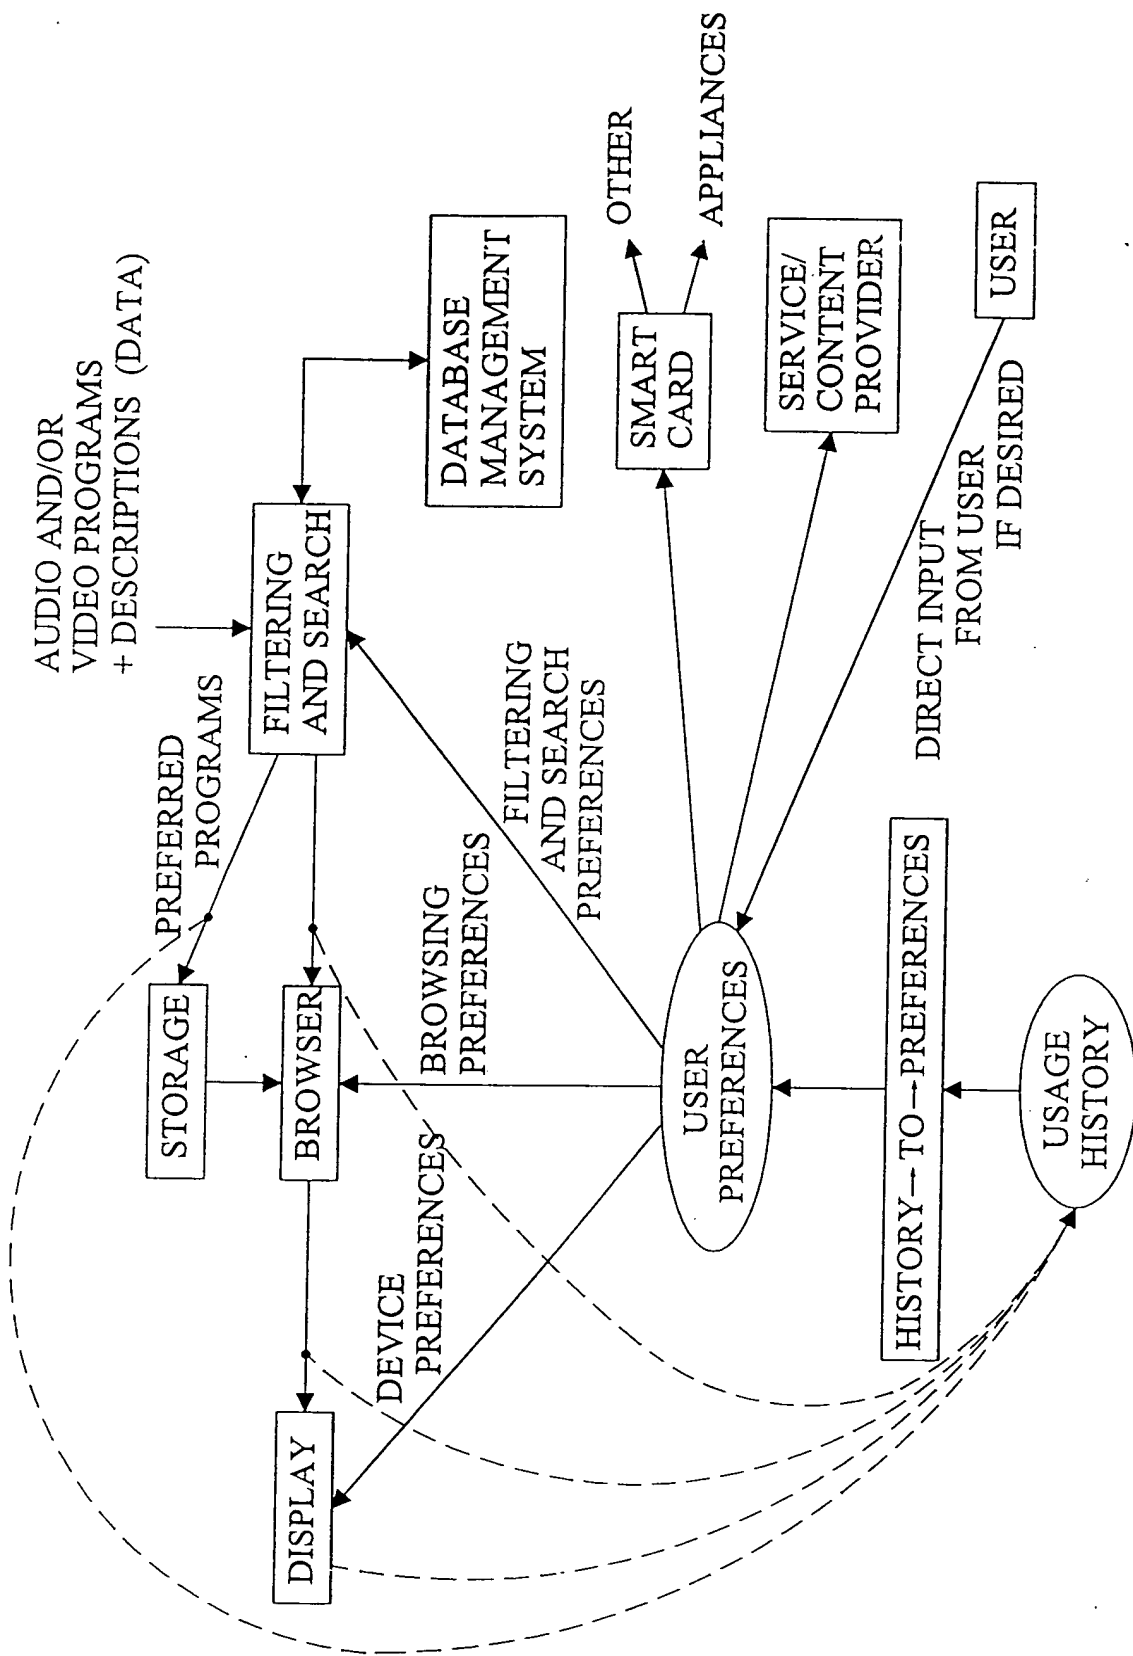 AUDIO AND/OR
VIDEO PROGRAMS
+ DESCRIPTIONS (DATA)
PREFERRED
PROGRAMS
FILTERING
AND SEARCH
STORAGE
BROWSER
DISPLAY
DATABASE
MANAGEMENT
SYSTEM
DEVICE
PREFERENCES
BROWSING
PREFERENCES
FILTERING
AND SEARCH
PREFERENCES
OTHER
APPLIANCES
SMART
CARD
USER
PREFERENCES
SERVICE/
CONTENT
PROVIDER
DIRECT INPUT
FROM USER
IF DESIRED
USER
HISTORY→TO→PREFERENCES
USAGE
HISTORY